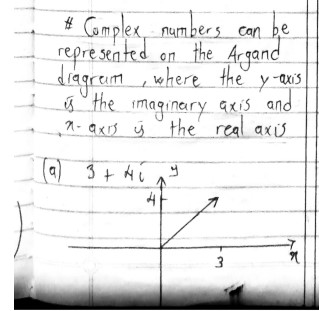 # Complex numbers can be
represented on the Argand
diagram, where the y-axis
is the imaginary axis and
x-axis is the real axis
(a) 3 + 4i
y
4
3
x